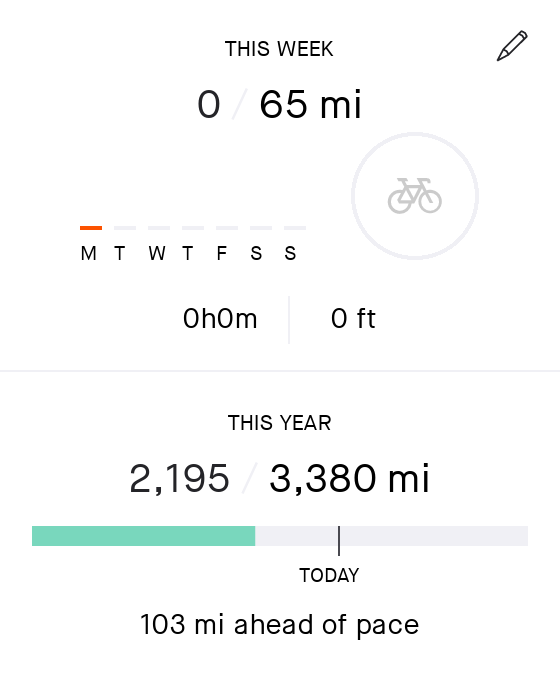 THIS WEEK
0 / 65 mi
M T W T F S S
0h0m
0 ft
THIS YEAR
2,195 / 3,380 mi
TODAY
103 mi ahead of pace